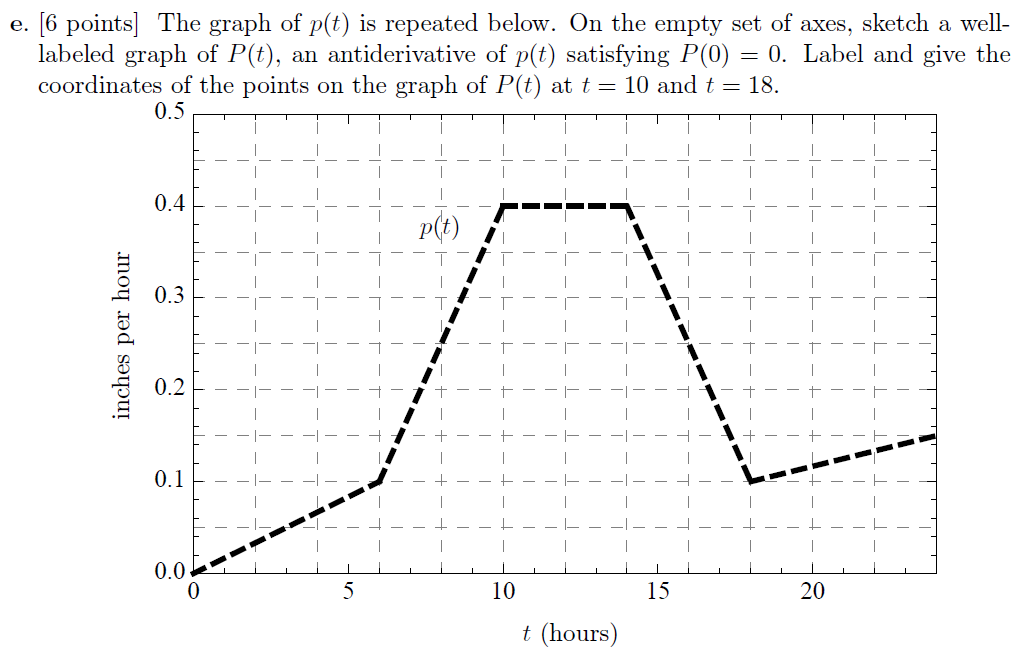 e. [6 points] The graph of p(t) is repeated below. On the empty set of axes, sketch a well-
labeled graph of P(t), an antiderivative of p(t) satisfying P(0) = 0. Label and give the
coordinates of the points on the graph of P(t) at t = 10 and t = 18.
0.5
0.4
p(t)
0.3
inches per hour
0.2
0.1
0.0
0 5 10 15 20
t (hours)